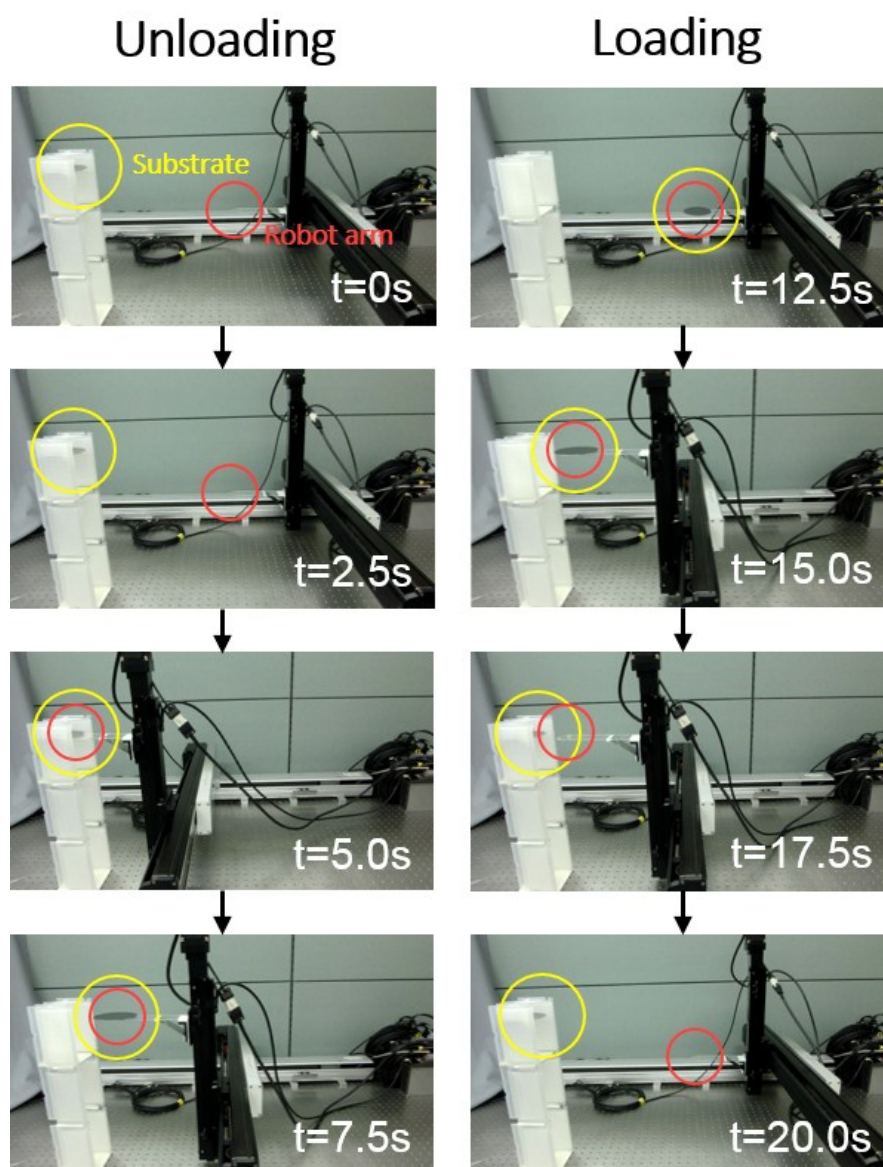 Unloading
Loading
Substrate
Robot arm
t=0s
t=2.5s
t=5.0s
t=7.5s
t=12.5s
t=15.0s
t=17.5s
t=20.0s